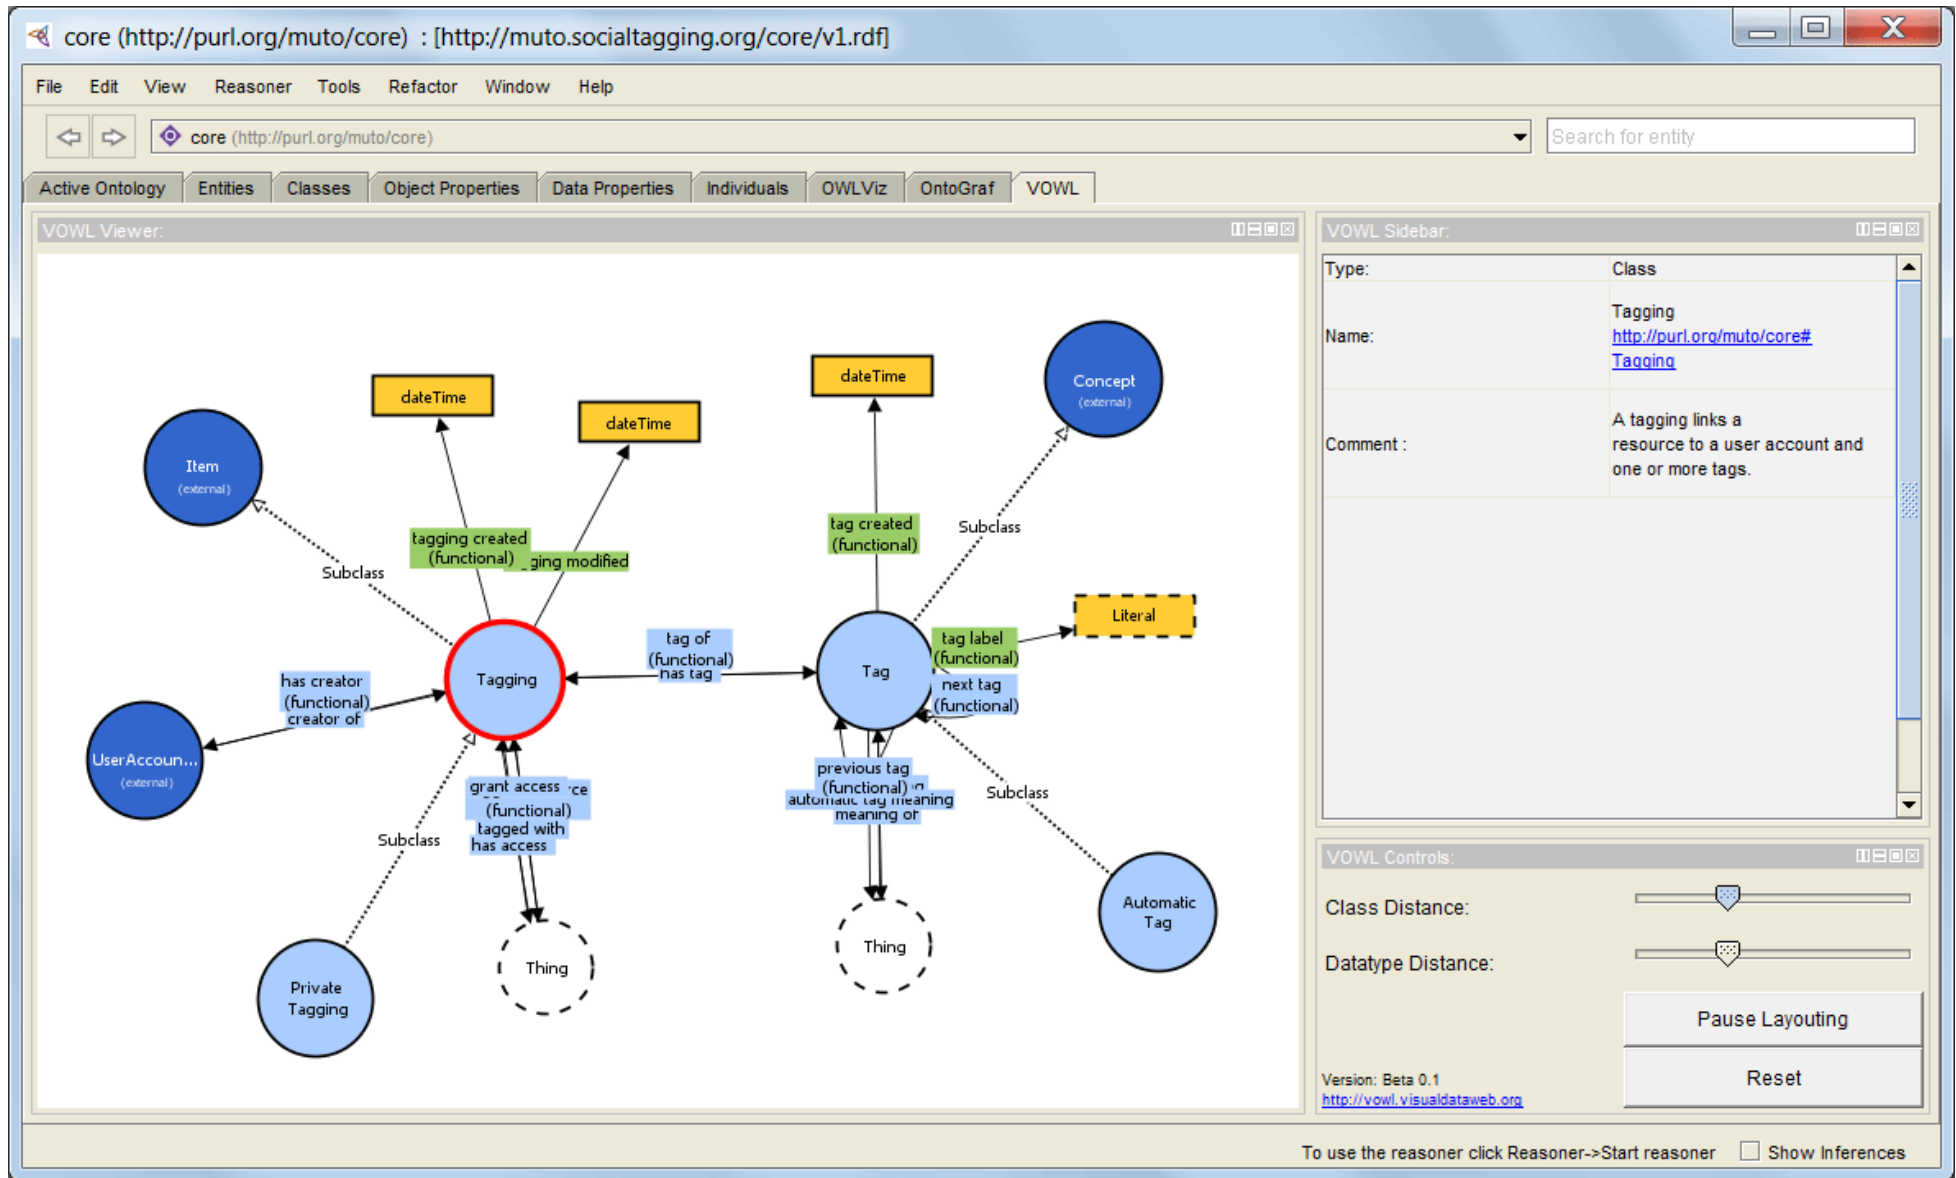 core (http://purl.org/muto/core)  : [http://muto.socialtagging.org/core/v1.rdf]
File Edit View Reasoner Tools Refactor Window Help
core (http://purl.org/muto/core)
Search for entity
Active Ontology Entities Classes Object Properties Data Properties Individuals OWLViz OntoGraf VOWL
VOWL Viewer:
dateTime
dateTime
dateTime
Concept
(external)
Item
(external)
tagging created
(functional)
ging modified
tag created
(functional)
Subclass
Subclass
Literal
tag of
(functional)
has tag
tag label
(functional)
Tagging
Tag
next tag
(functional)
has creator
(functional)
creator of
UserAccoun...
(external)
grant access
(functional)
tagged with
has access
previous tag
(functional)
automatic tag meaning
meaning of
Subclass
Subclass
Automatic
Tag
Thing
Thing
Private
Tagging
VOWL Sidebar:
Type: Class
Name: Tagging
http://purl.org/muto/core#
Tagging
Comment : A tagging links a
resource to a user account and
one or more tags.
VOWL Controls:
Class Distance:
Datatype Distance:
Pause Layouting
Reset
Version: Beta 0.1
http://vowl.visualdataweb.org
To use the reasoner click Reasoner->Start reasoner Show Inferences